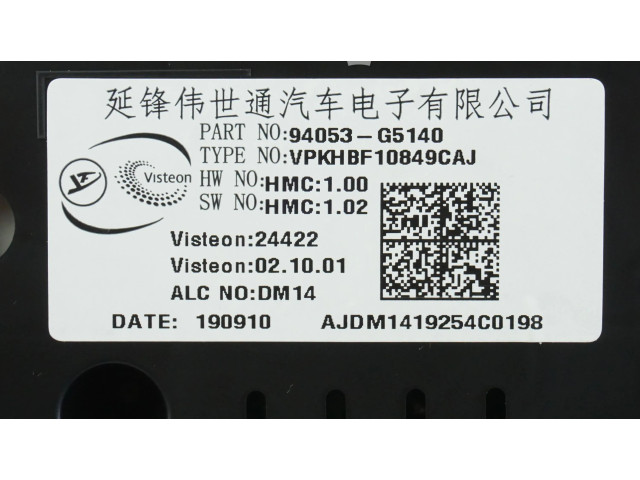 延锋伟世通汽车电子有限公司
PART NO:94053-G5140
TYPE NO:VPKHBF10849CAJ
HW NO:HMC:1.00
SW NO:HMC:1.02
Visteon
Visteon:24422
Visteon:02.10.01
ALC NO:DM14
DATE: 190910 AJDM1419254C0198